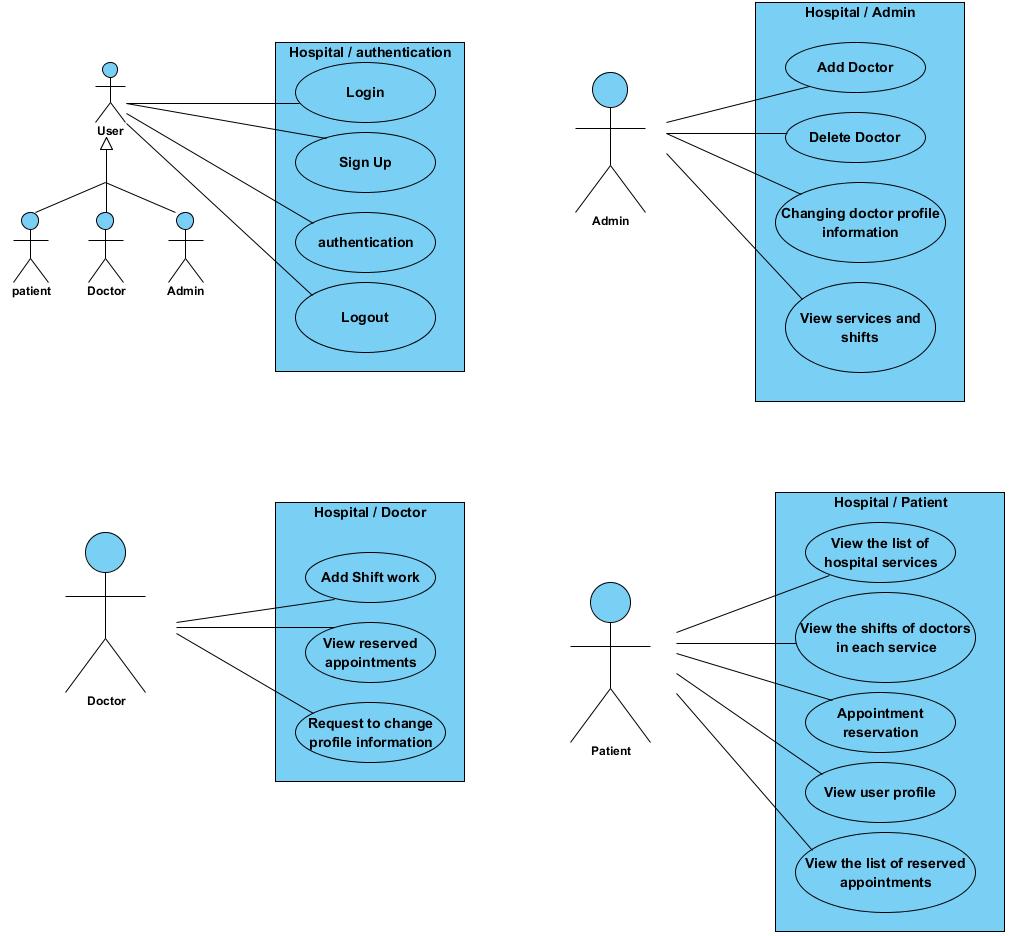 Hospital / authentication
Login
Sign Up
authentication
Logout
User
patient
Doctor
Admin
Hospital / Admin
Add Doctor
Delete Doctor
Changing doctor profile
information
View services and
shifts
Admin
Hospital / Doctor
Add Shift work
View reserved
appointments
Request to change
profile information
Doctor
Hospital / Patient
View the list of
hospital services
View the shifts of doctors
in each service
Appointment
reservation
View user profile
View the list of reserved
appointments
Patient